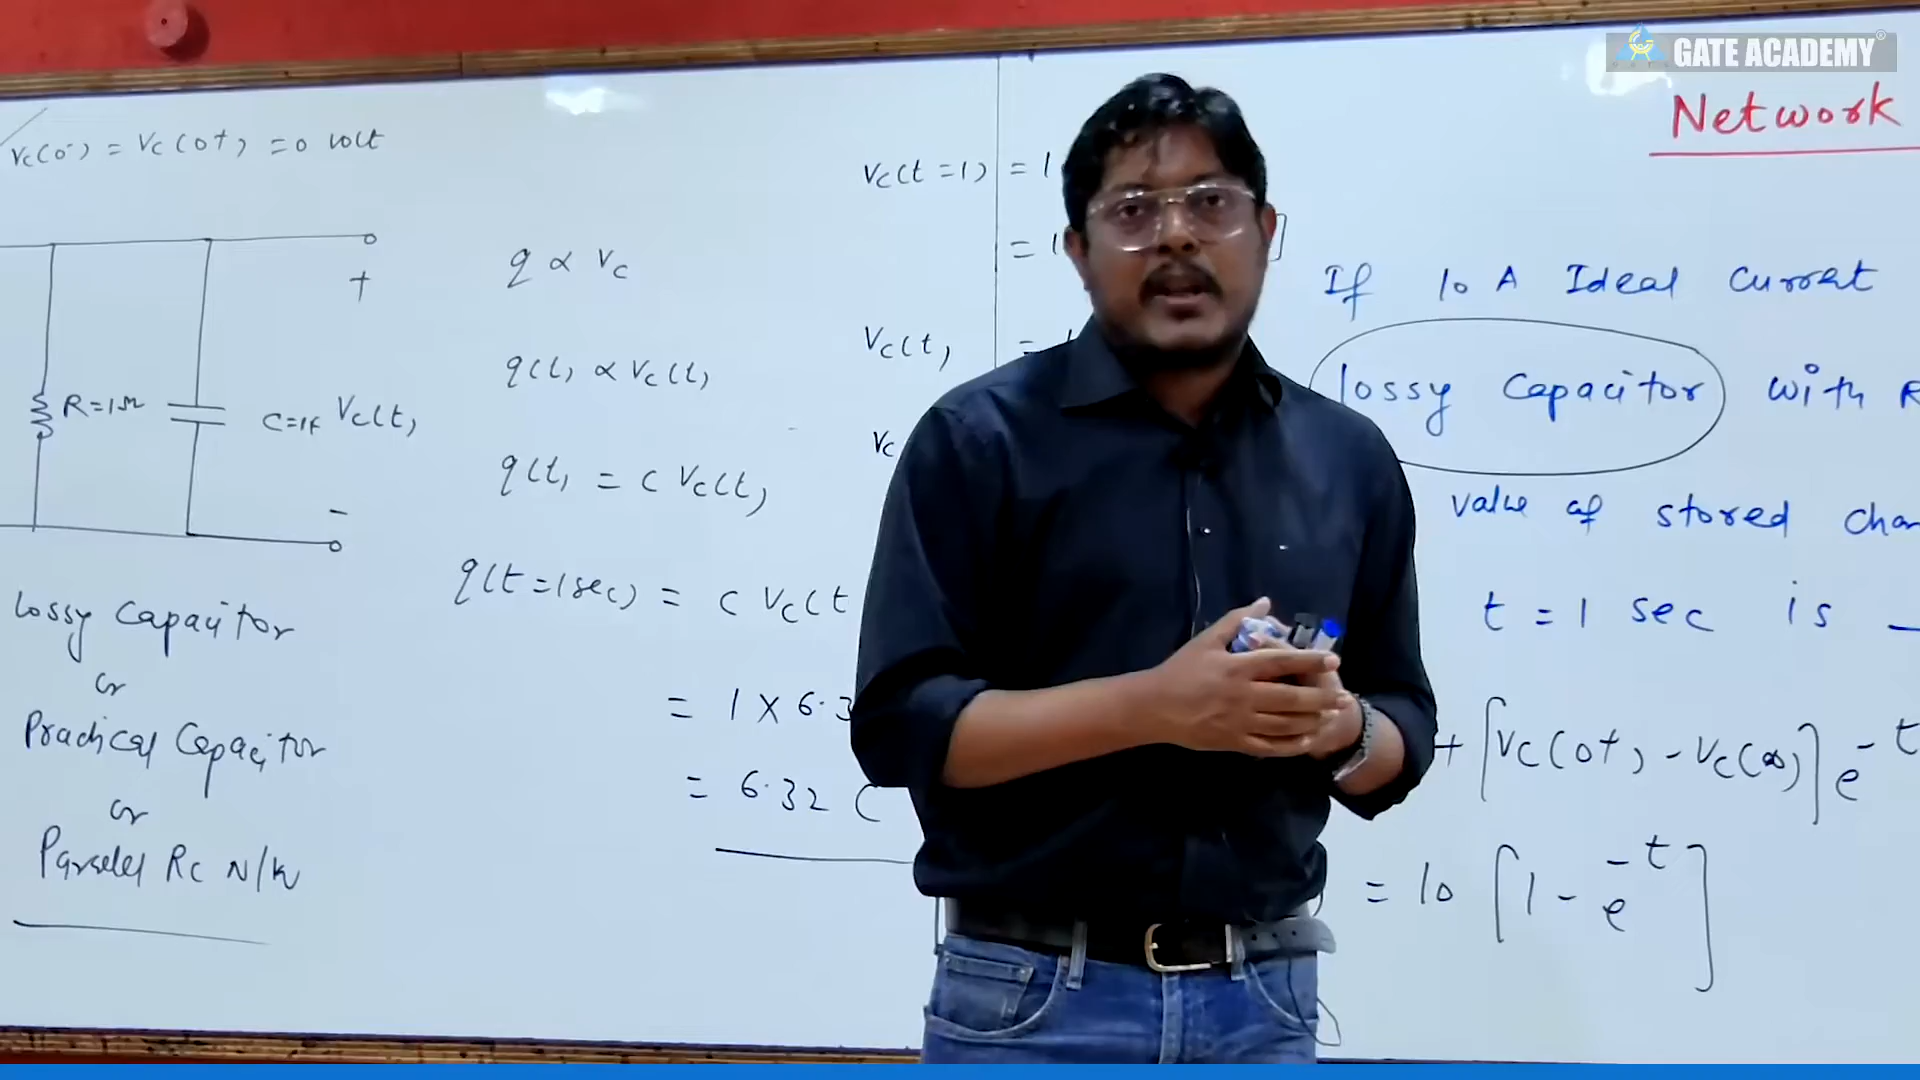 GATE ACADEMY®
Network
Vc(0⁻) = Vc(0+) = 0 volt
R=1Ω
C=1F
+
Vc(t)
-
Lossy Capacitor
or
Practical Capacitor
or
Parallel RC N/W
q ∝ Vc
q(t) ∝ Vc(t)
q(t) = C Vc(t)
q(t=1sec) = C Vc(t
= 1 X 6.3
= 6.32 C
Vc(t=1) = 1
= 1 ]
Vc(t) =
Vc
If 10 A Ideal Current
lossy Capacitor with R
value of stored
t = 1 sec is
+ [Vc(0+) - Vc(∞)] e^-t
= 10 [1 - e^-t]